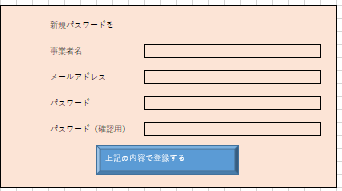 新規パスワードを
事業者名
メールアドレス
パスワード
パスワード（確認用）
上記の内容で登録する